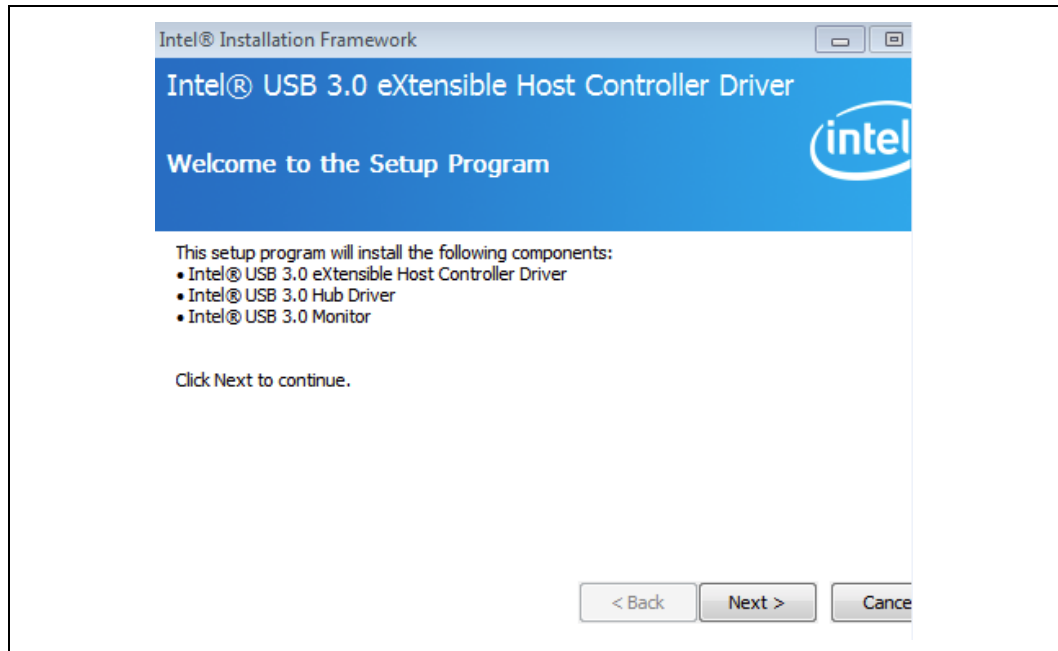 Intel® Installation Framework
Intel® USB 3.0 eXtensible Host Controller Driver
intel
Welcome to the Setup Program
This setup program will install the following components:
• Intel® USB 3.0 eXtensible Host Controller Driver
• Intel® USB 3.0 Hub Driver
• Intel® USB 3.0 Monitor
Click Next to continue.
< Back Next > Cance